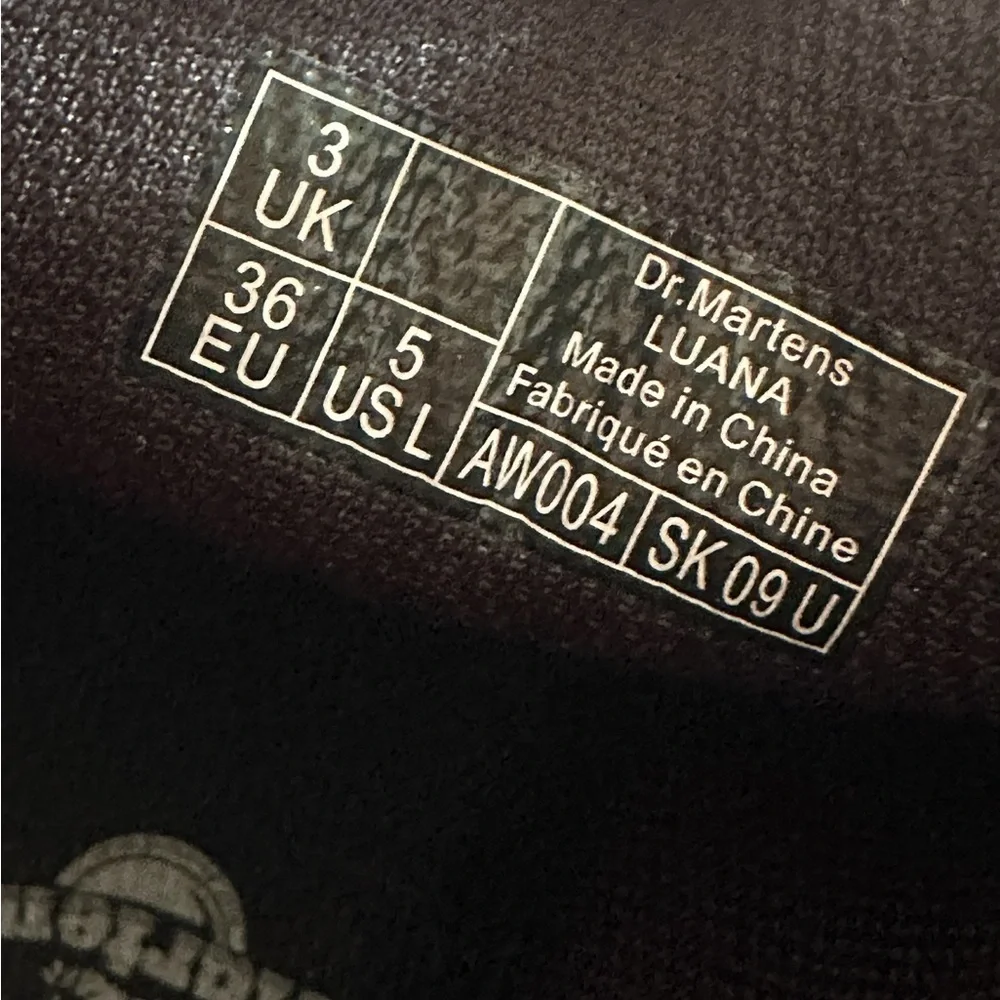 3
UK
36
EU
5
US L
Dr.Martens
LUANA
Made in China
Fabriqué en Chine
AW004
SK 09 U